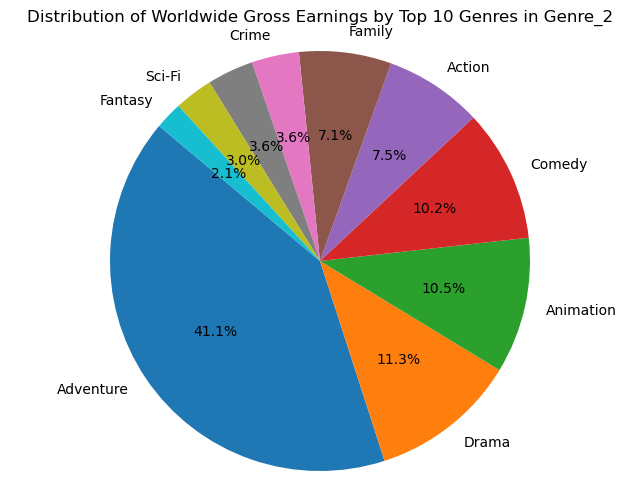 Distribution of Worldwide Gross Earnings by Top 10 Genres in Genre_2
Family
Crime
Action
Sci-Fi
Fantasy
7.1%
3.6%
3.6%
7.5%
3.0%
2.1%
Comedy
10.2%
10.5%
Animation
41.1%
11.3%
Adventure
Drama